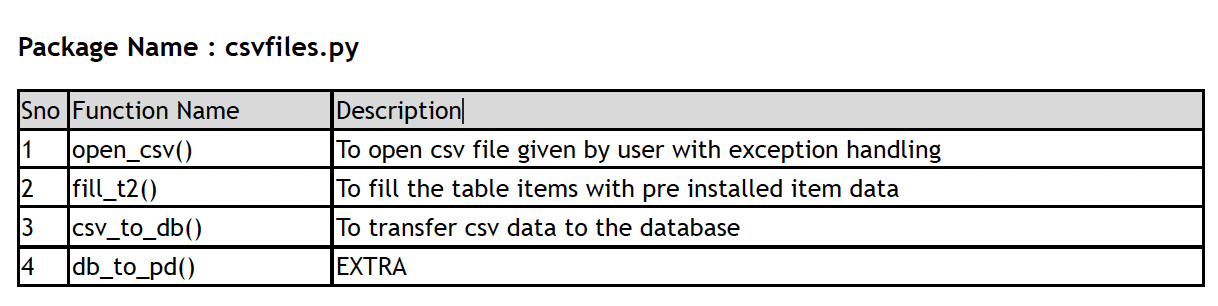 Package Name : csvfiles.py
Sno Function Name Description
1 open_csv() To open csv file given by user with exception handling
2 fill_t2() To fill the table items with pre installed item data
3 csv_to_db() To transfer csv data to the database
4 db_to_pd() EXTRA